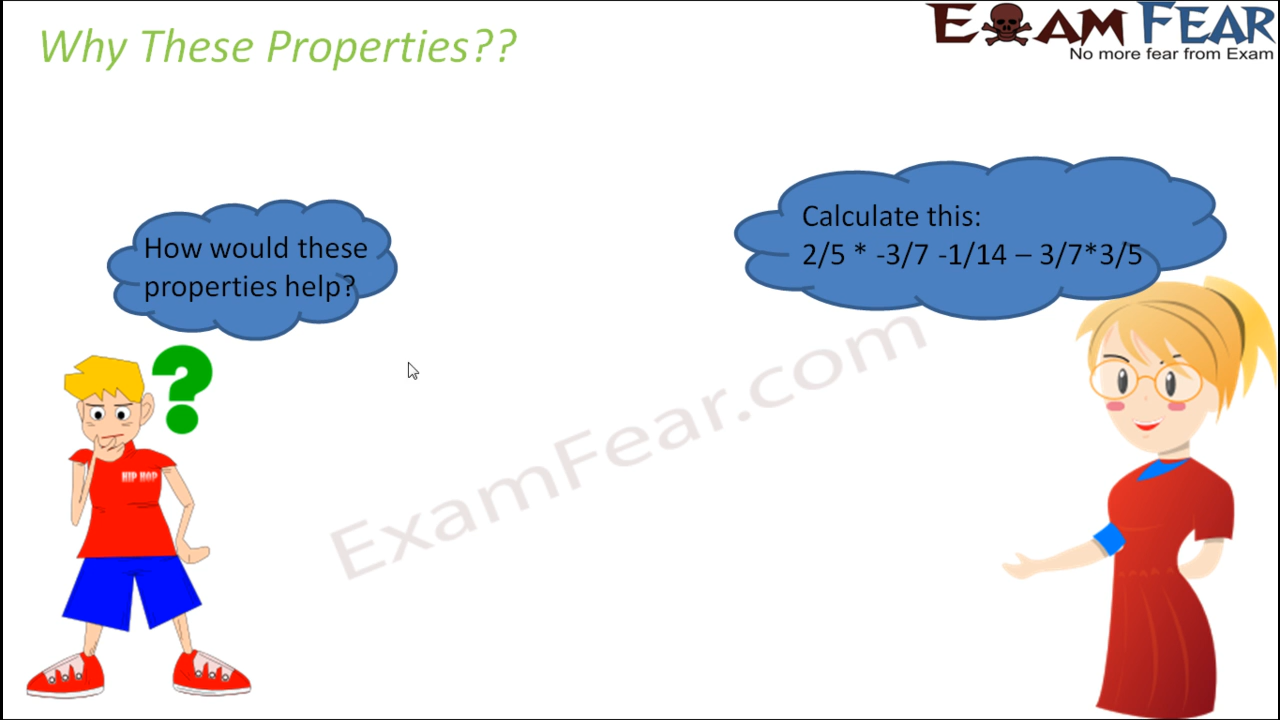 Why These Properties??
EXAM FEAR
No more fear from Exam
How would these
properties help?
Calculate this:
2/5 * -3/7 -1/14 – 3/7*3/5
HIP HOP
ExamFear.com